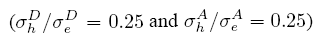 (σ_h^D/σ_e^D = 0.25 and σ_h^A/σ_e^A = 0.25)